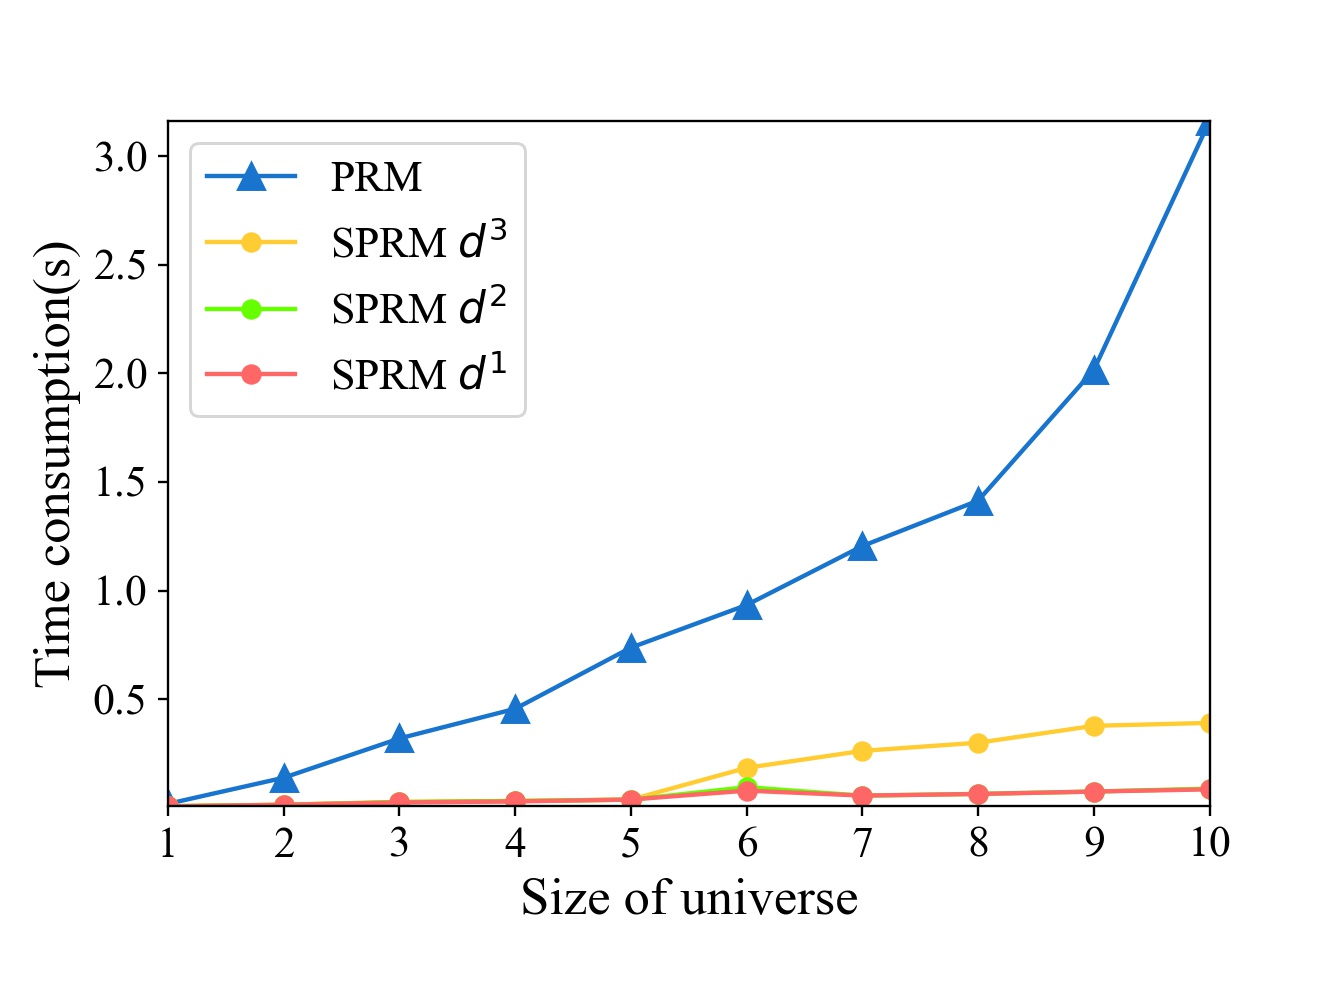 PRM
SPRM d³
SPRM d²
SPRM d¹
3.0
2.5
2.0
1.5
1.0
0.5
Time consumption(s)
1 2 3 4 5 6 7 8 9 10
Size of universe